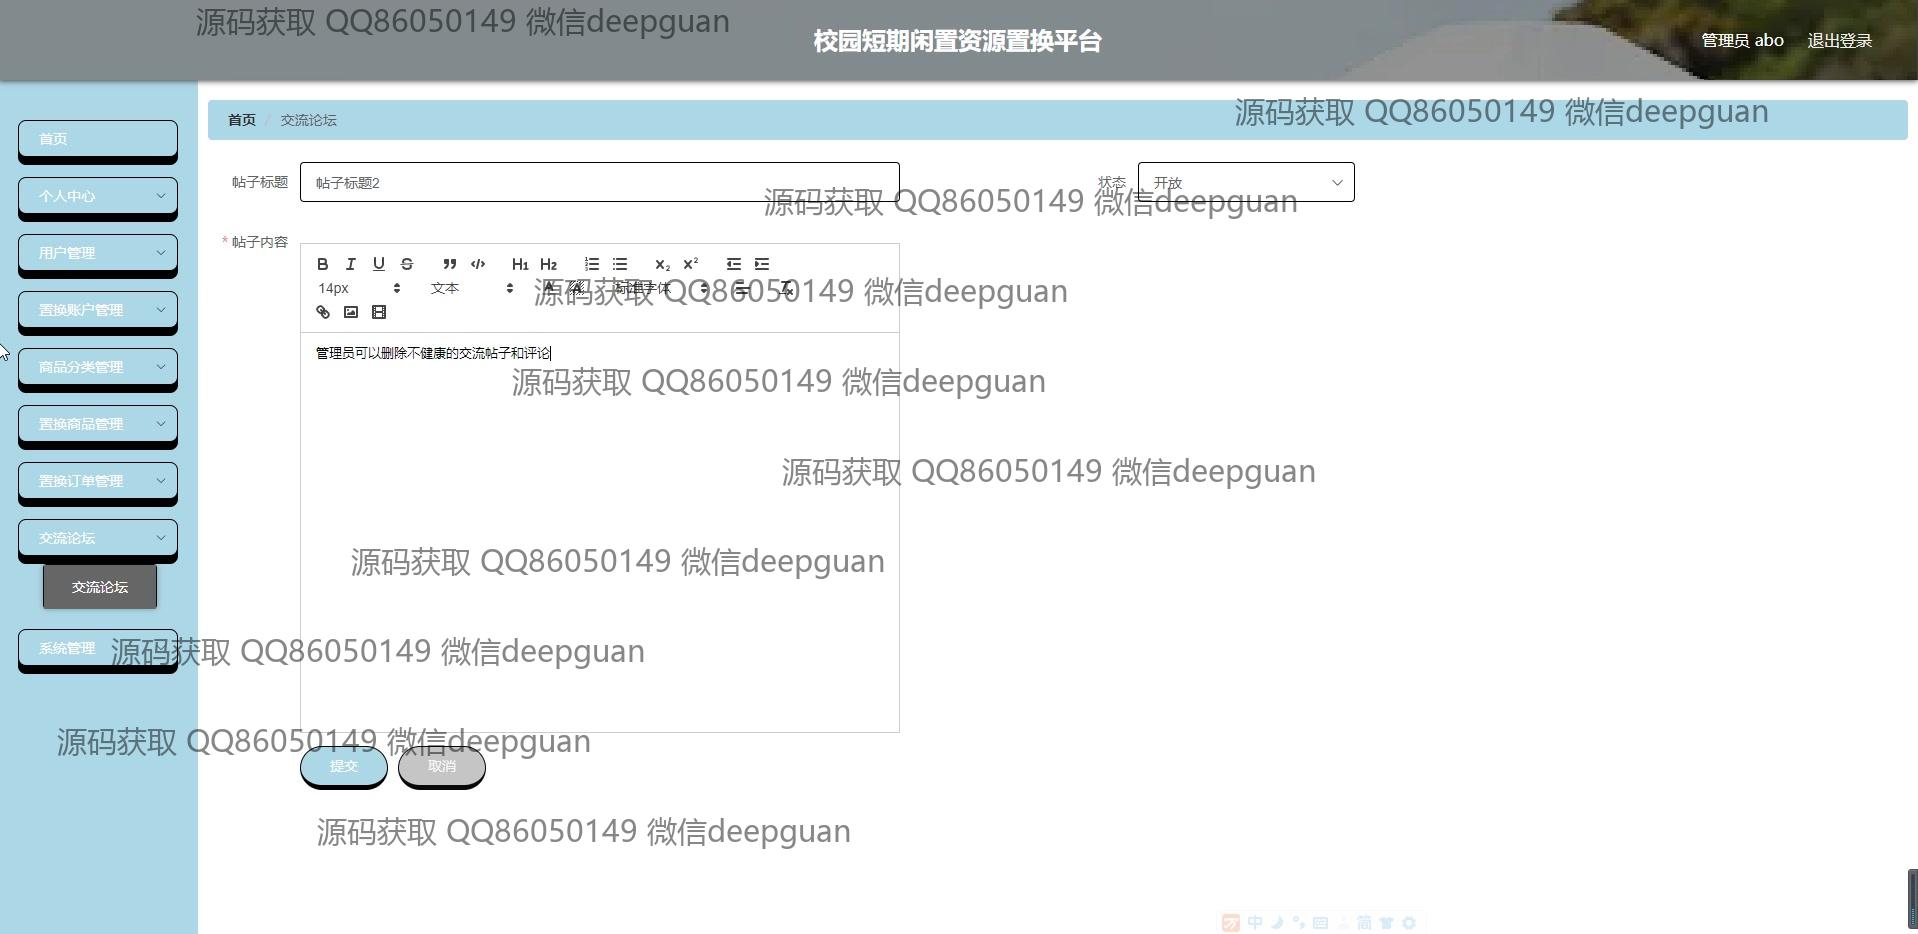 源码获取 QQ86050149 微信deepguan
校园短期闲置资源置换平台
管理员 abo
退出登录
首页 / 交流论坛
源码获取 QQ86050149 微信deepguan
首页
个人中心
用户管理
置换账户管理
商品分类管理
置换商品管理
置换订单管理
交流论坛
交流论坛
系统管理
帖子标题
帖子标题2
状态
开放
源码获取 QQ86050149 微信deepguan
* 帖子内容
B I U S H1 H2 X2 X2
14px 文本 标准字体
源码获取 QQ86050149 微信deepguan
管理员可以删除不健康的交流帖子和评论
源码获取 QQ86050149 微信deepguan
源码获取 QQ86050149 微信deepguan
源码获取 QQ86050149 微信deepguan
源码获取 QQ86050149 微信deepguan
源码获取 QQ86050149 微信deepguan
提交
取消
源码获取 QQ86050149 微信deepguan
中
简